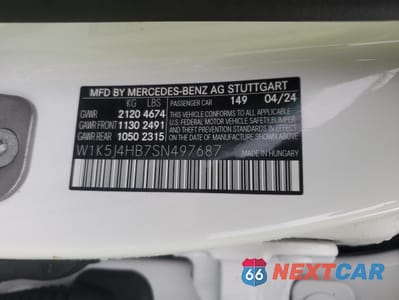 MFD BY MERCEDES-BENZ AG STUTTGART
KG LBS PASSENGER CAR 149 04/24
GVWR 2120 4674 THIS VEHICLE CONFORMS TO ALL APPLICABLE
GAWR 1130 2491 U.S. FEDERAL MOTOR VEHICLE SAFETY, BUMPER,
GAWR 1050 2315 AND THEFT PREVENTION STANDARDS IN EFFECT ON THE DATE OF MANUFACTURE SHOWN ABOVE.
W1K5J4HB7SN497687 MADE IN HUNGARY
66 NEXTCAR